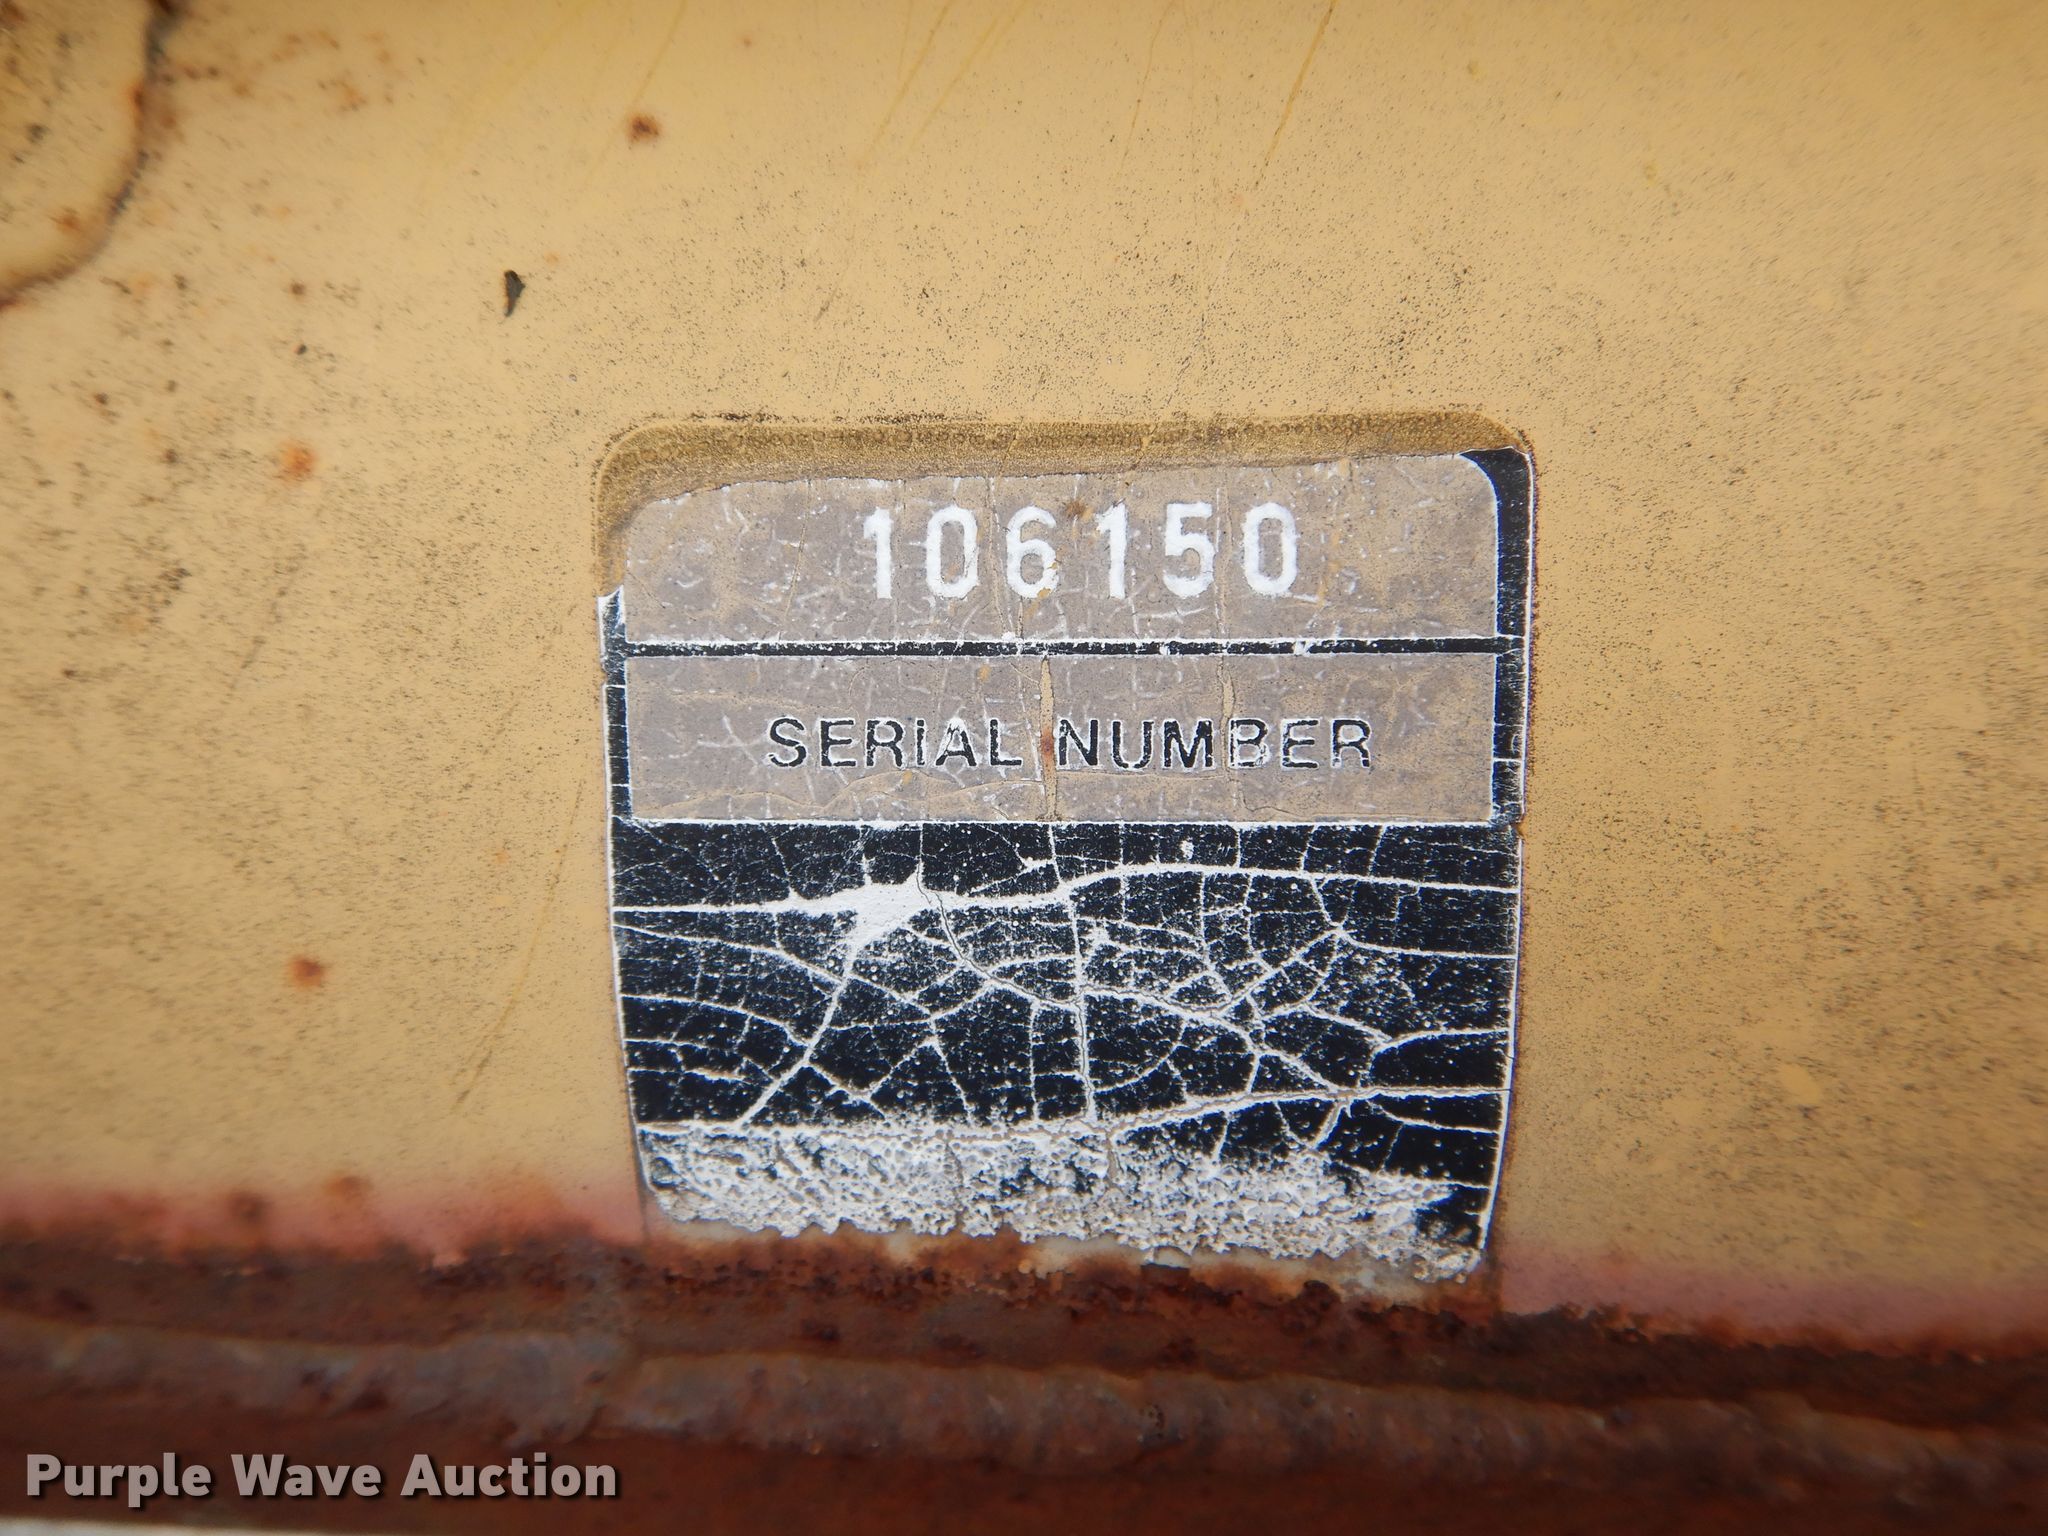 106150
SERIAL NUMBER
Purple Wave Auction